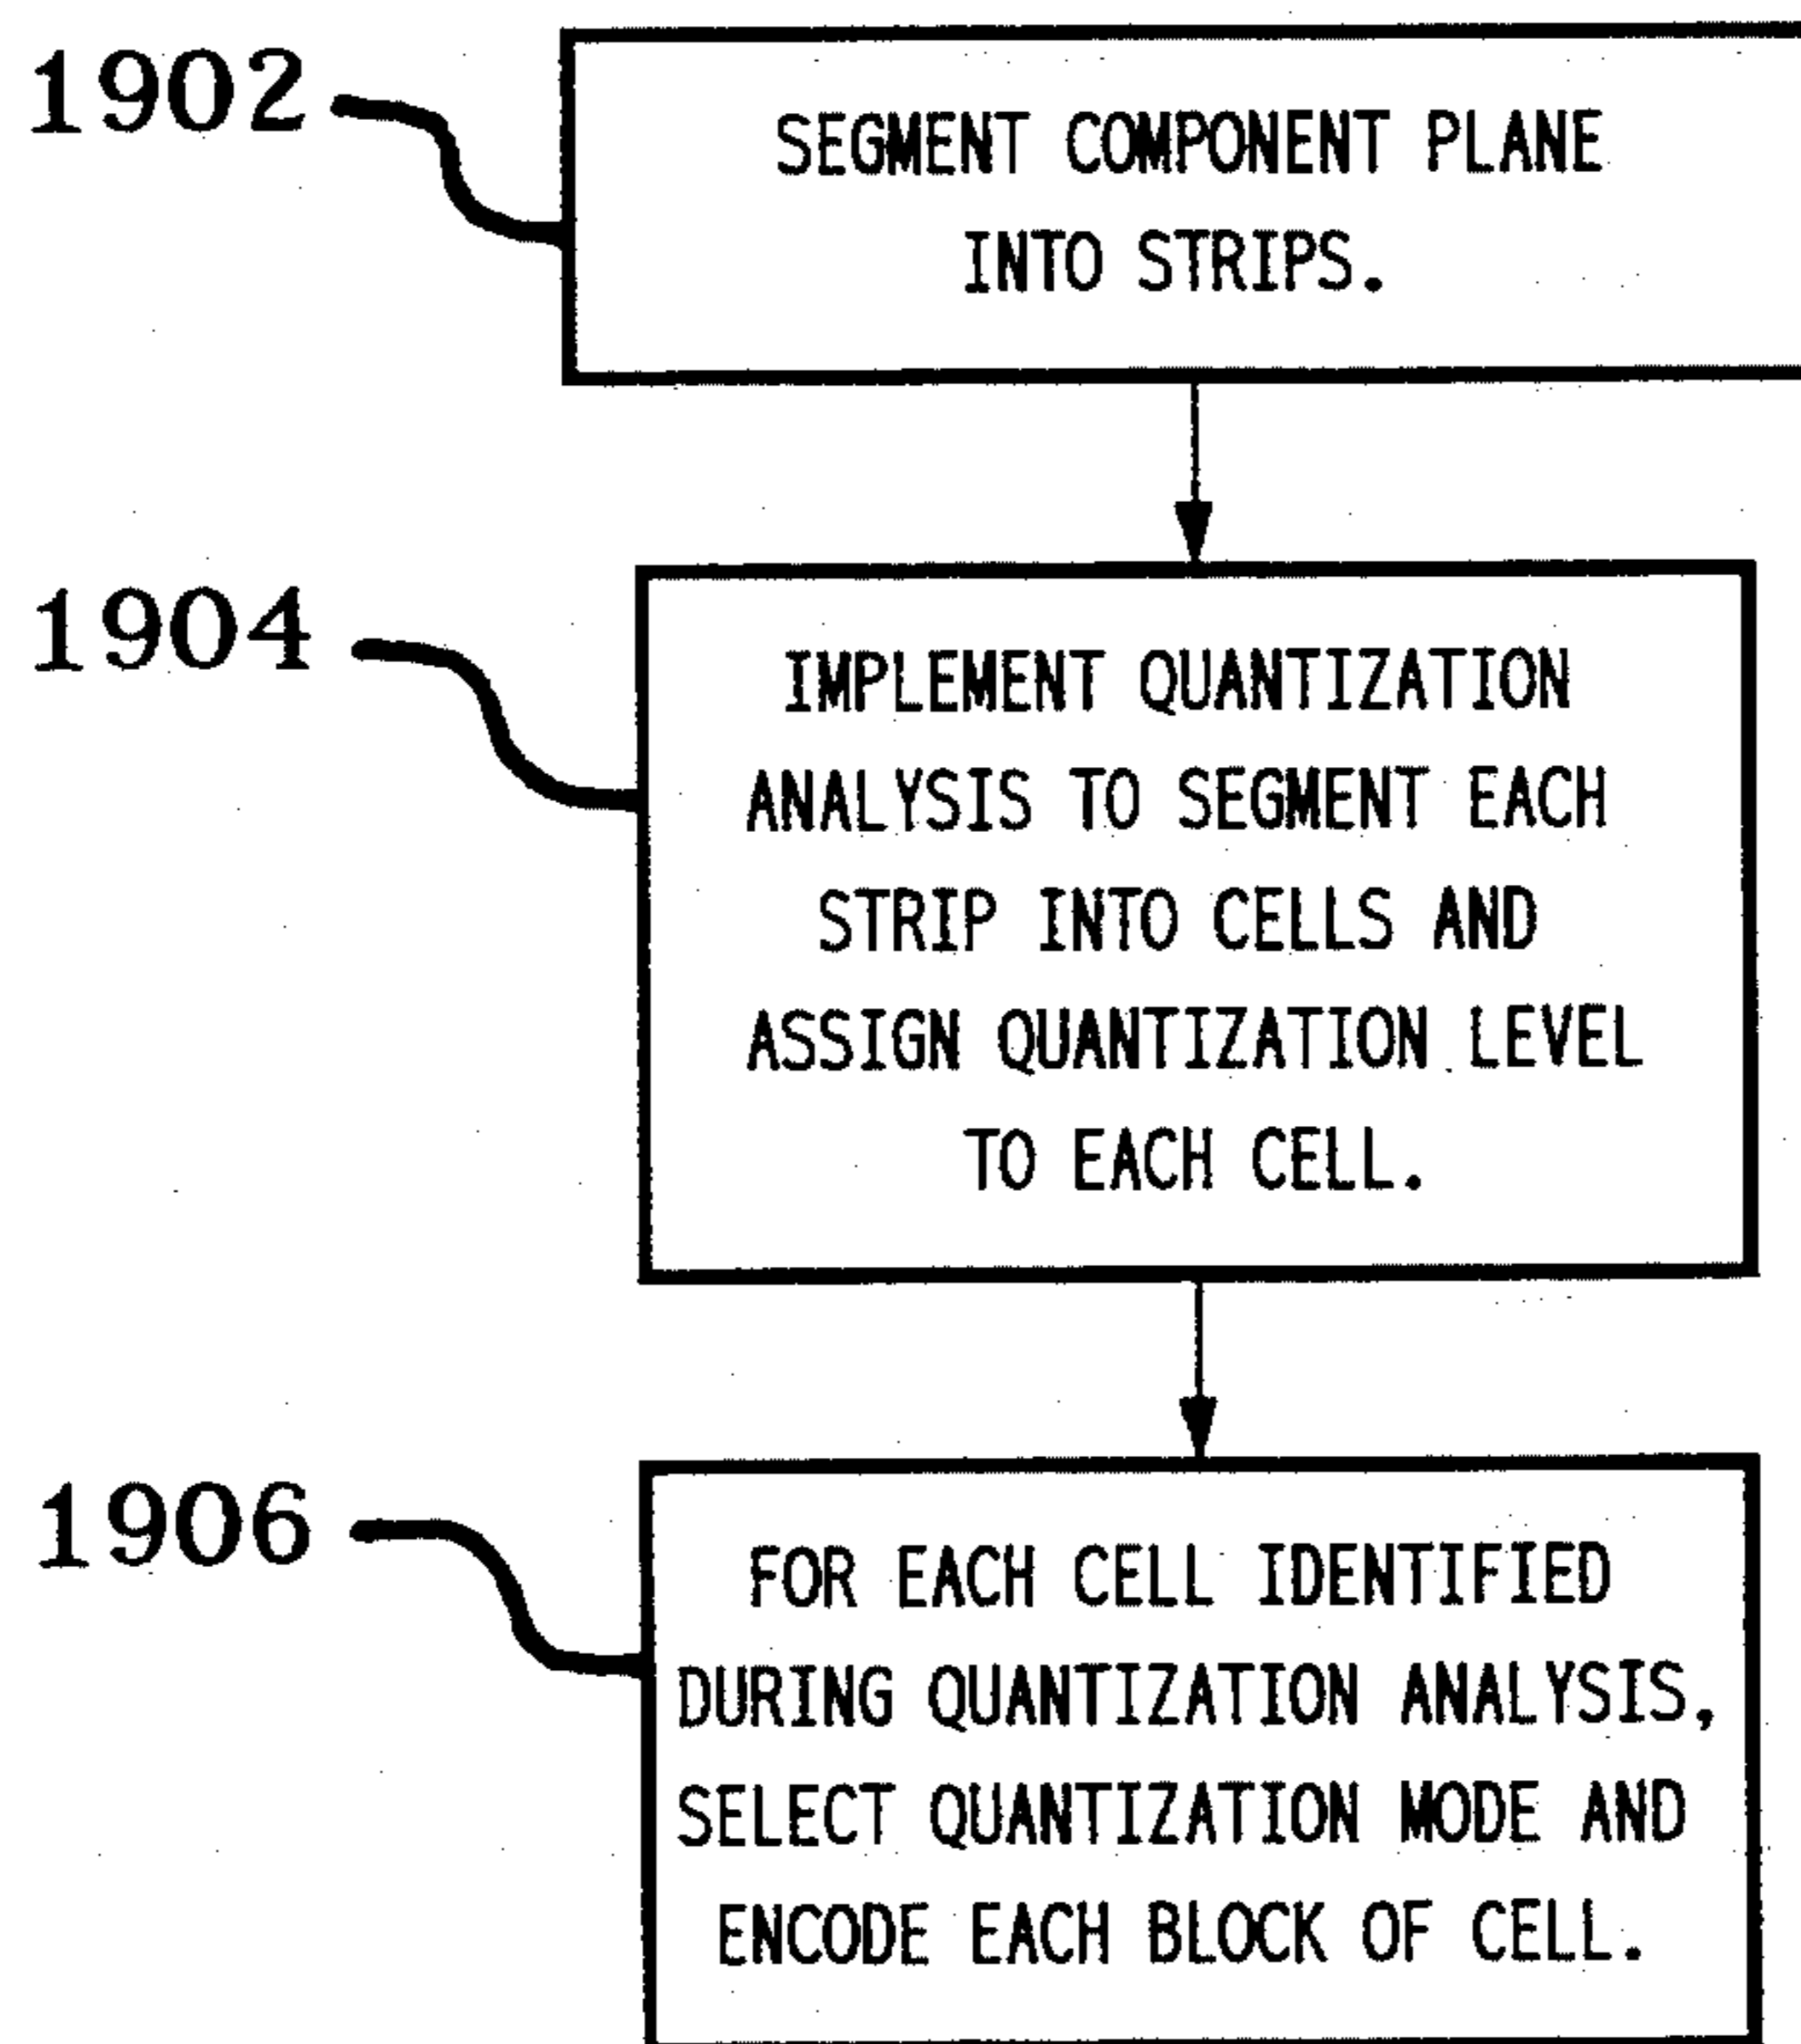 1902
SEGMENT COMPONENT PLANE
INTO STRIPS.
1904
IMPLEMENT QUANTIZATION
ANALYSIS TO SEGMENT EACH
STRIP INTO CELLS AND
ASSIGN QUANTIZATION LEVEL
TO EACH CELL.
1906
FOR EACH CELL IDENTIFIED
DURING QUANTIZATION ANALYSIS,
SELECT QUANTIZATION MODE AND
ENCODE EACH BLOCK OF CELL.